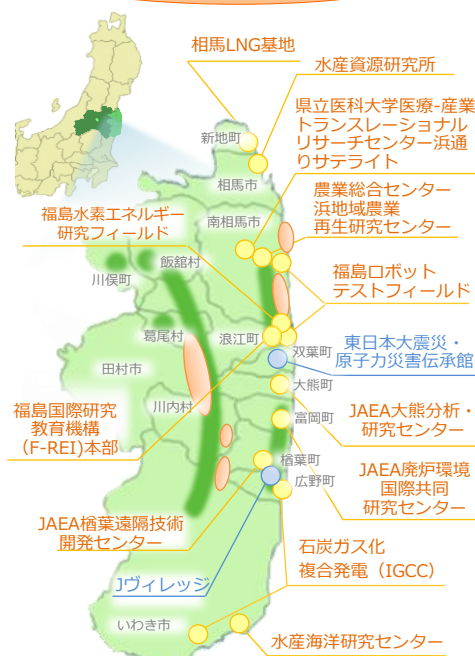 相馬LNG基地
水産資源研究所
県立医科大学医療-産業
トランスレーショナル
リサーチセンター浜通
りサテライト
新地町
相馬市
農業総合センター
浜地域農業
再生研究センター
福島水素エネルギー
研究フィールド
南相馬市
飯舘村
川俣町
福島ロボット
テストフィールド
葛尾村
浪江町
双葉町
東日本大震災・
原子力災害伝承館
田村市
大熊町
川内村
福島国際研究
教育機構
(F-REI)本部
富岡町
JAEA大熊分析・
研究センター
楢葉町
広野町
JAEA廃炉環境
国際共同
研究センター
JAEA楢葉遠隔技術
開発センター
石炭ガス化
複合発電（IGCC）
Jヴィレッジ
いわき市
水産海洋研究センター